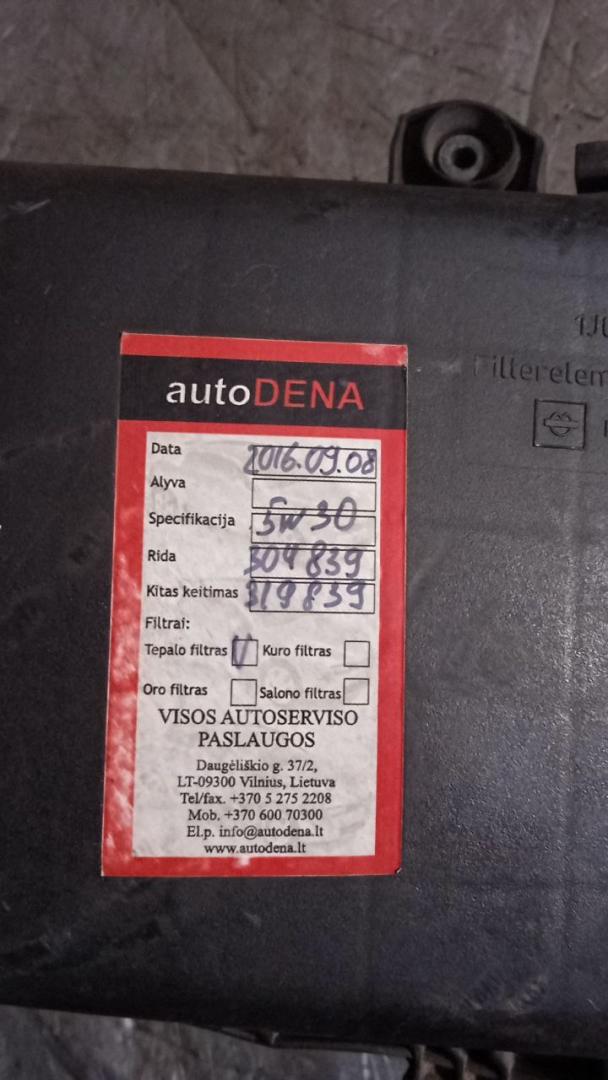 Filterelem
autoDENA
Data 2016.09.08
Alyva
Specifikacija 5w30
Rida 304839
Kitas keitimas 319839
Filtrai:
Tepalo filtras V Kuro filtras
Oro filtras Salono filtras
VISOS AUTOSERVISO
PASLAUGOS
Daugėliškio g. 37/2,
LT-09300 Vilnius, Lietuva
Tel/fax. +370 5 275 2208
Mob. +370 600 70300
El.p. info@autodena.lt
www.autodena.lt